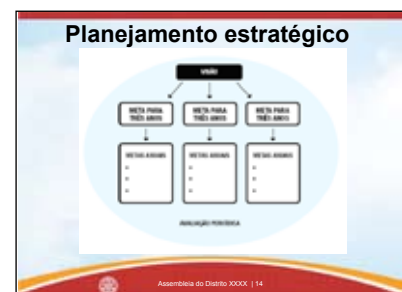 Planejamento estratégico
VISÃO
META PARA
TRÊS ANOS
META PARA
TRÊS ANOS
META PARA
TRÊS ANOS
METAS ANUAIS
METAS ANUAIS
METAS ANUAIS
AVALIAÇÃO PERIÓDICA
Assembleia do Distrito XXXX | 14